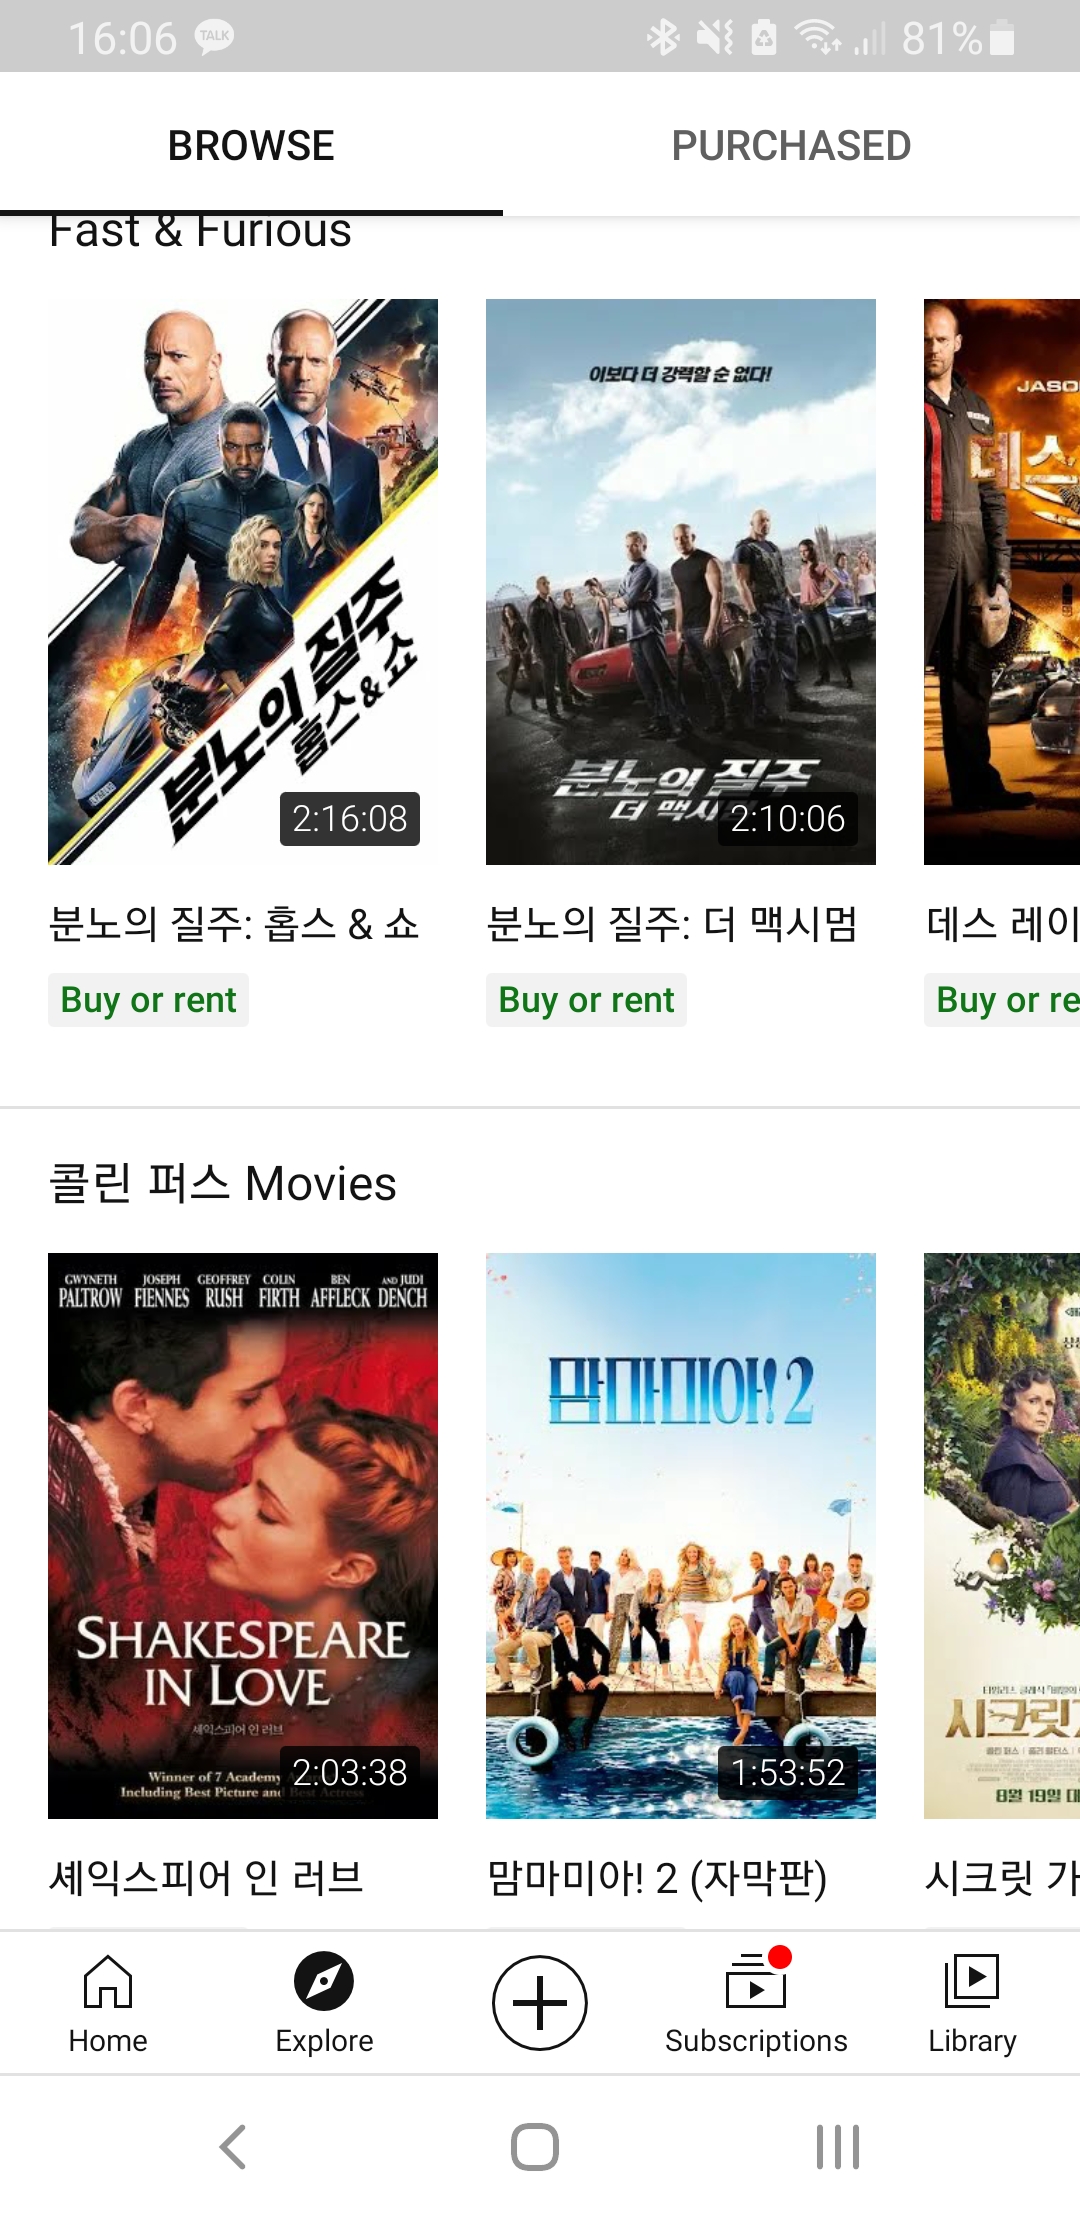 16:06 TALK 81%
BROWSE PURCHASED
Fast & Furious
이보다 더 강력할 순 없다!
분노의 질주
홉스 & 쇼
2:16:08
분노의 질주
더 맥시
2:10:06
분노의 질주: 홉스 & 쇼
Buy or rent
분노의 질주: 더 맥시멈
Buy or rent
데스 레이
Buy or re
콜린 퍼스 Movies
GWYNETH PALTROW JOSEPH FIENNES GEOFFREY RUSH COLIN FIRTH BEN AFFLECK AND JUDI DENCH
SHAKESPEARE
IN LOVE
셰익스피어 인 러브
Winner of 7 Academy
Including Best Picture and Best Actress
2:03:38
맘마미아! 2
1:53:52
시크릿
8월 19일
셰익스피어 인 러브
맘마미아! 2 (자막판)
시크릿 가
Home Explore Subscriptions Library